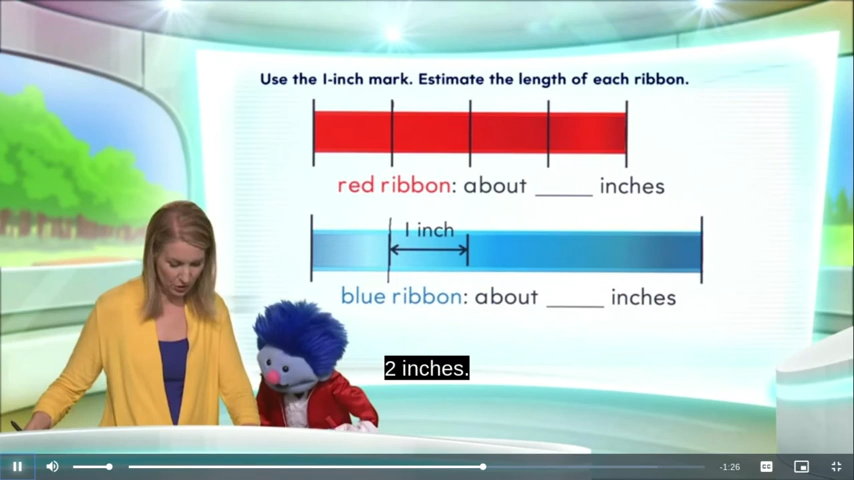 Use the 1-inch mark. Estimate the length of each ribbon.
red ribbon: about _____ inches
1 inch
blue ribbon: about _____ inches
2 inches.
-1:26
CC